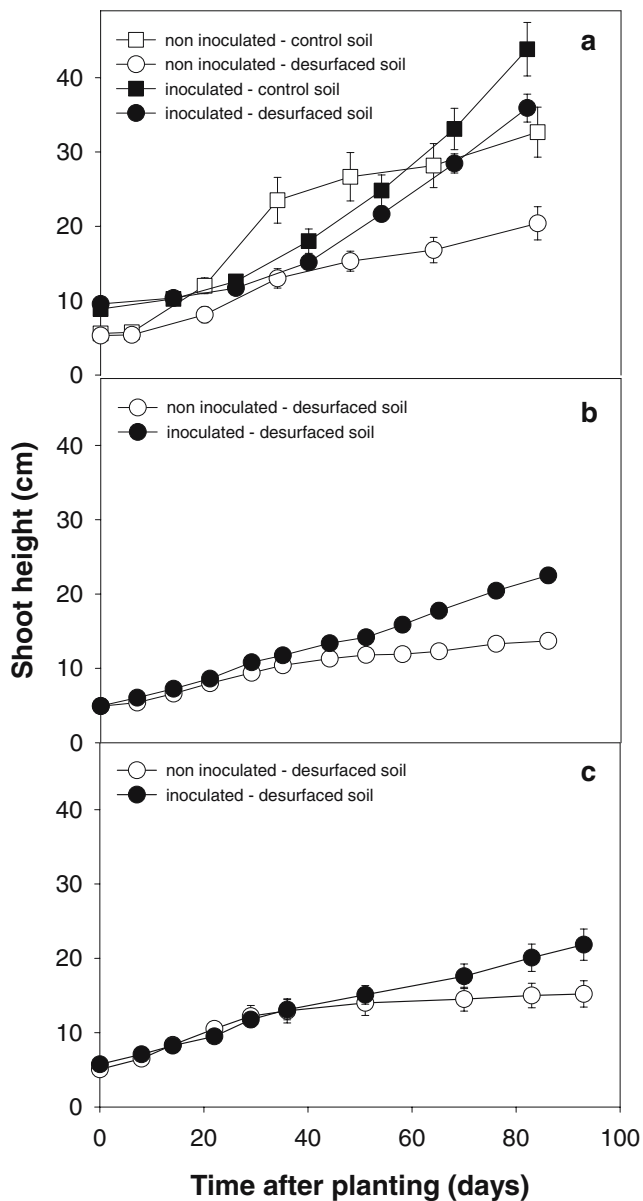 non inoculated - control soil
a
non inoculated - desurfaced soil
inoculated - control soil
inoculated - desurfaced soil
40
30
20
10
0
non inoculated - desurfaced soil
b
inoculated - desurfaced soil
40
30
20
10
0
Shoot height (cm)
non inoculated - desurfaced soil
c
inoculated - desurfaced soil
40
30
20
10
0
0 20 40 60 80 100
Time after planting (days)